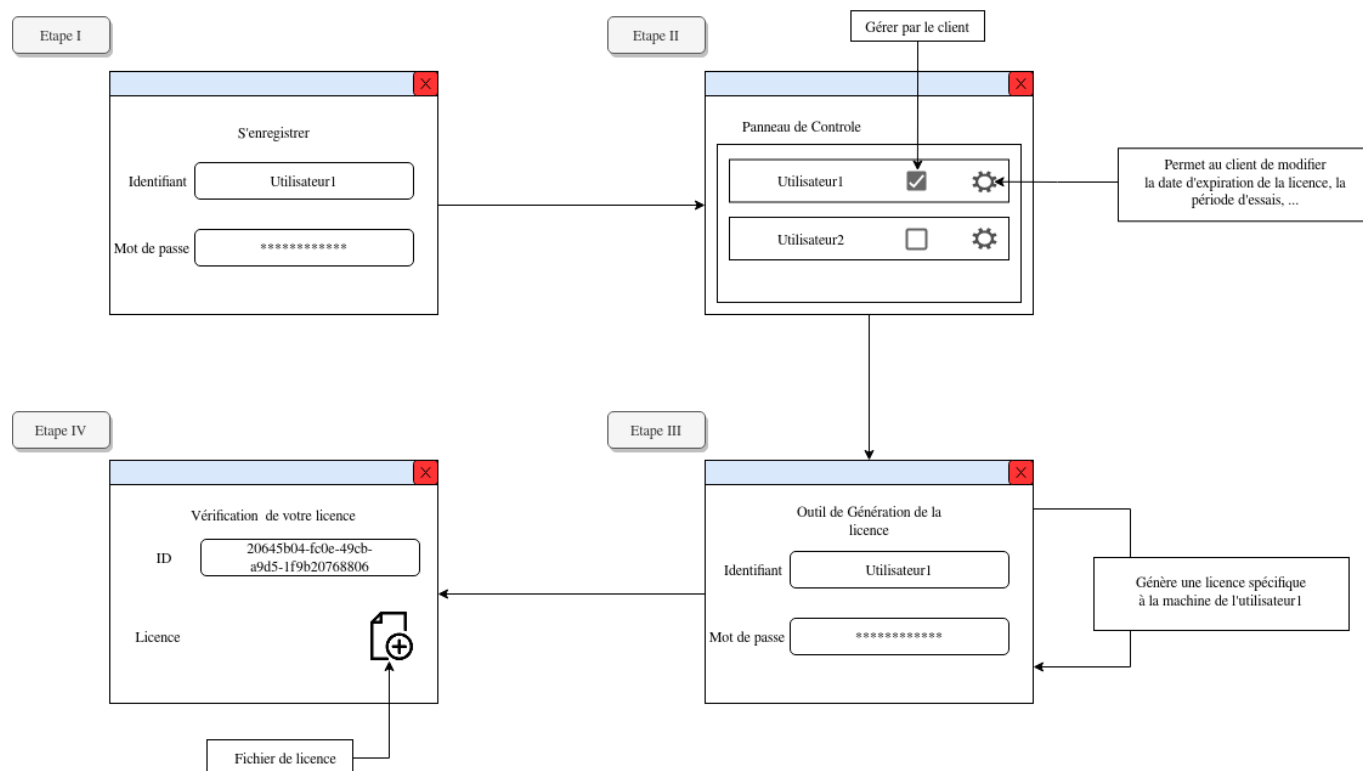 Etape I
S'enregistrer
Identifiant
Utilisateur1
Mot de passe
************
Etape II
Gérer par le client
Panneau de Controle
Utilisateur1
Utilisateur2
Permet au client de modifier
la date d'expiration de la licence, la
période d'essais, ...
Etape III
Outil de Génération de la
licence
Identifiant
Utilisateur1
Mot de passe
************
Génère une licence spécifique
à la machine de l'utilisateur1
Etape IV
Vérification de votre licence
ID
20645b04-fc0e-49cb-
a9d5-1f9b20768806
Licence
Fichier de licence